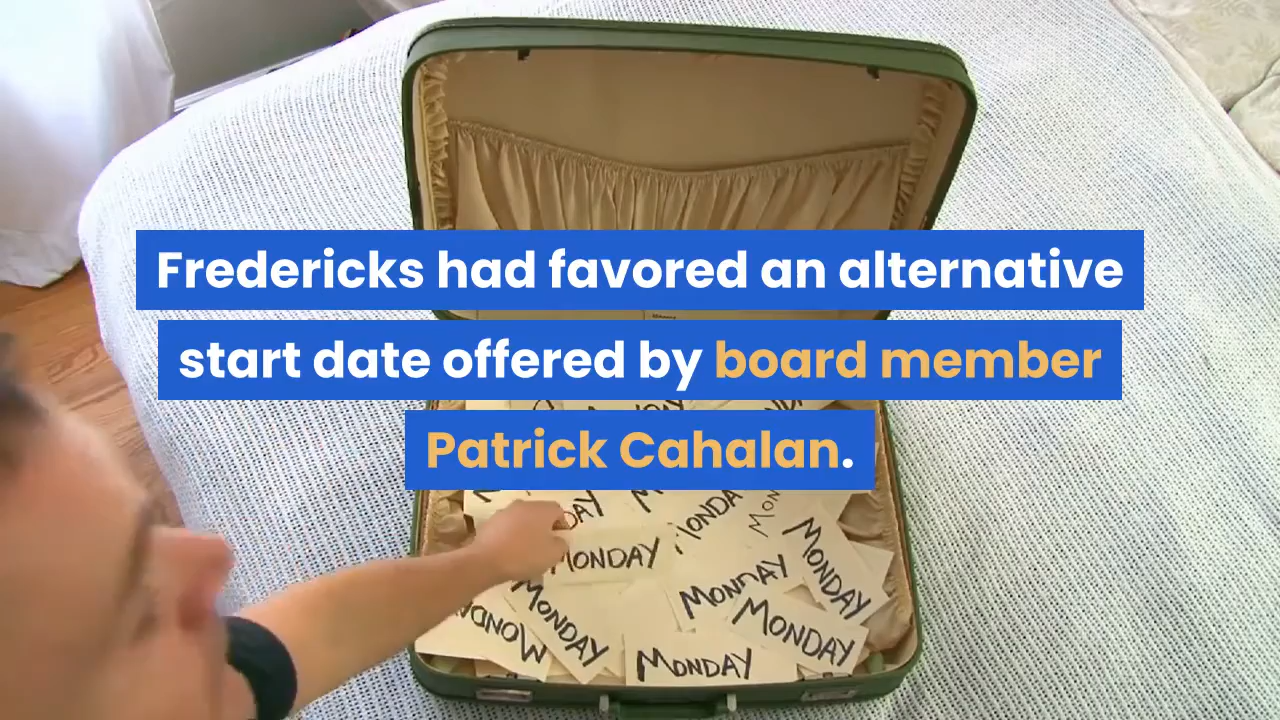 Fredericks had favored an alternative
start date offered by board member
Patrick Cahalan.
DAY
MONDAY
MONDAY
MONDAY
MONDAY
MONDAY
MONDAY
MONDAY